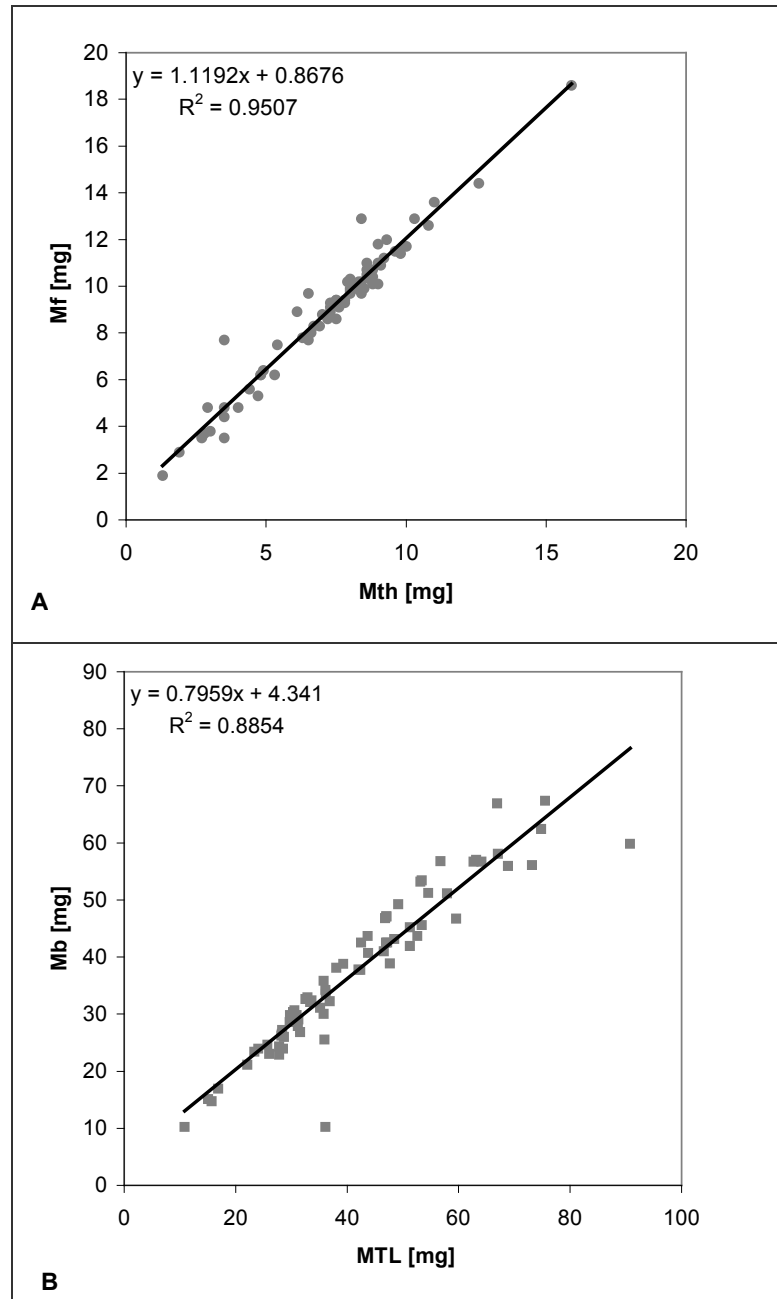 y = 1.1192x + 0.8676
R² = 0.9507
20
18
16
14
12
10
8
6
4
2
0
Mf [mg]
0 5 10 15 20
Mth [mg]
A
y = 0.7959x + 4.341
R² = 0.8854
90
80
70
60
50
40
30
20
10
0
Mb [mg]
0 20 40 60 80 100
MTL [mg]
B